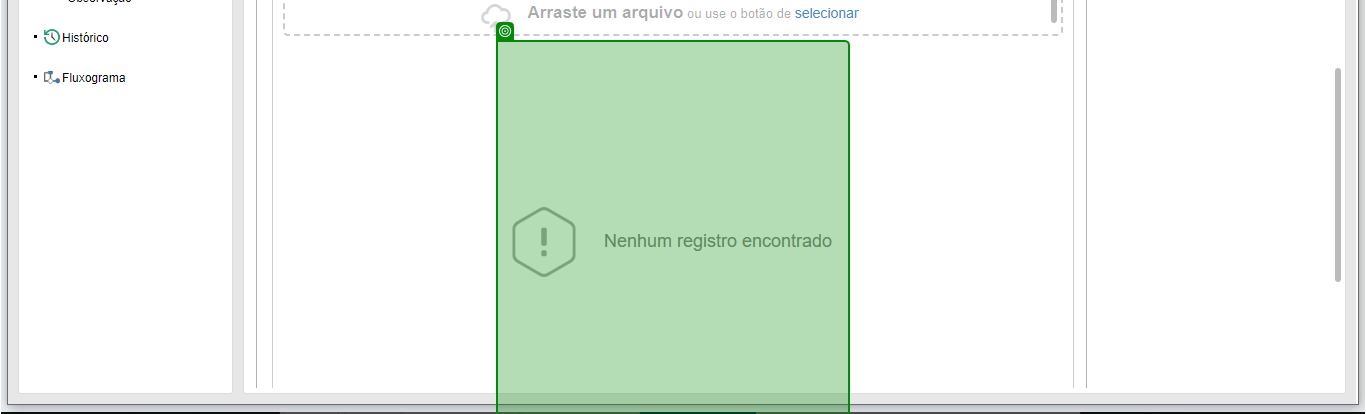 Observação
Arraste um arquivo ou use o botão de selecionar
Histórico
Fluxograma
Nenhum registro encontrado